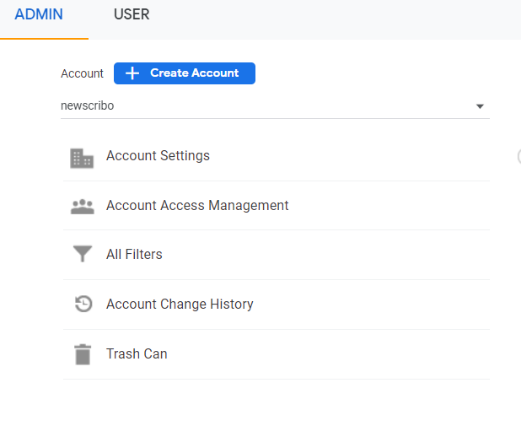 ADMIN USER
Account Create Account
newscribo
Account Settings
Account Access Management
All Filters
Account Change History
Trash Can